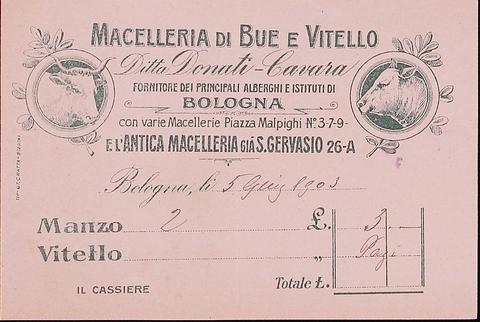 MACELLERIA DI BUE E VITELLO
Ditta Donati-Cavara
FORNITORE DEI PRINCIPALI ALBERGHI E ISTITUTI DI
BOLOGNA
con varie Macellerie Piazza Malpighi Nº 3-7-9-
E L'ANTICA MACELLERIA GIÀ S. GERVASIO 26-A
Bologna, li 5 Giug 1903
Manzo 2 £. 3.—
Vitello „ Pag
Totale £.
IL CASSIERE